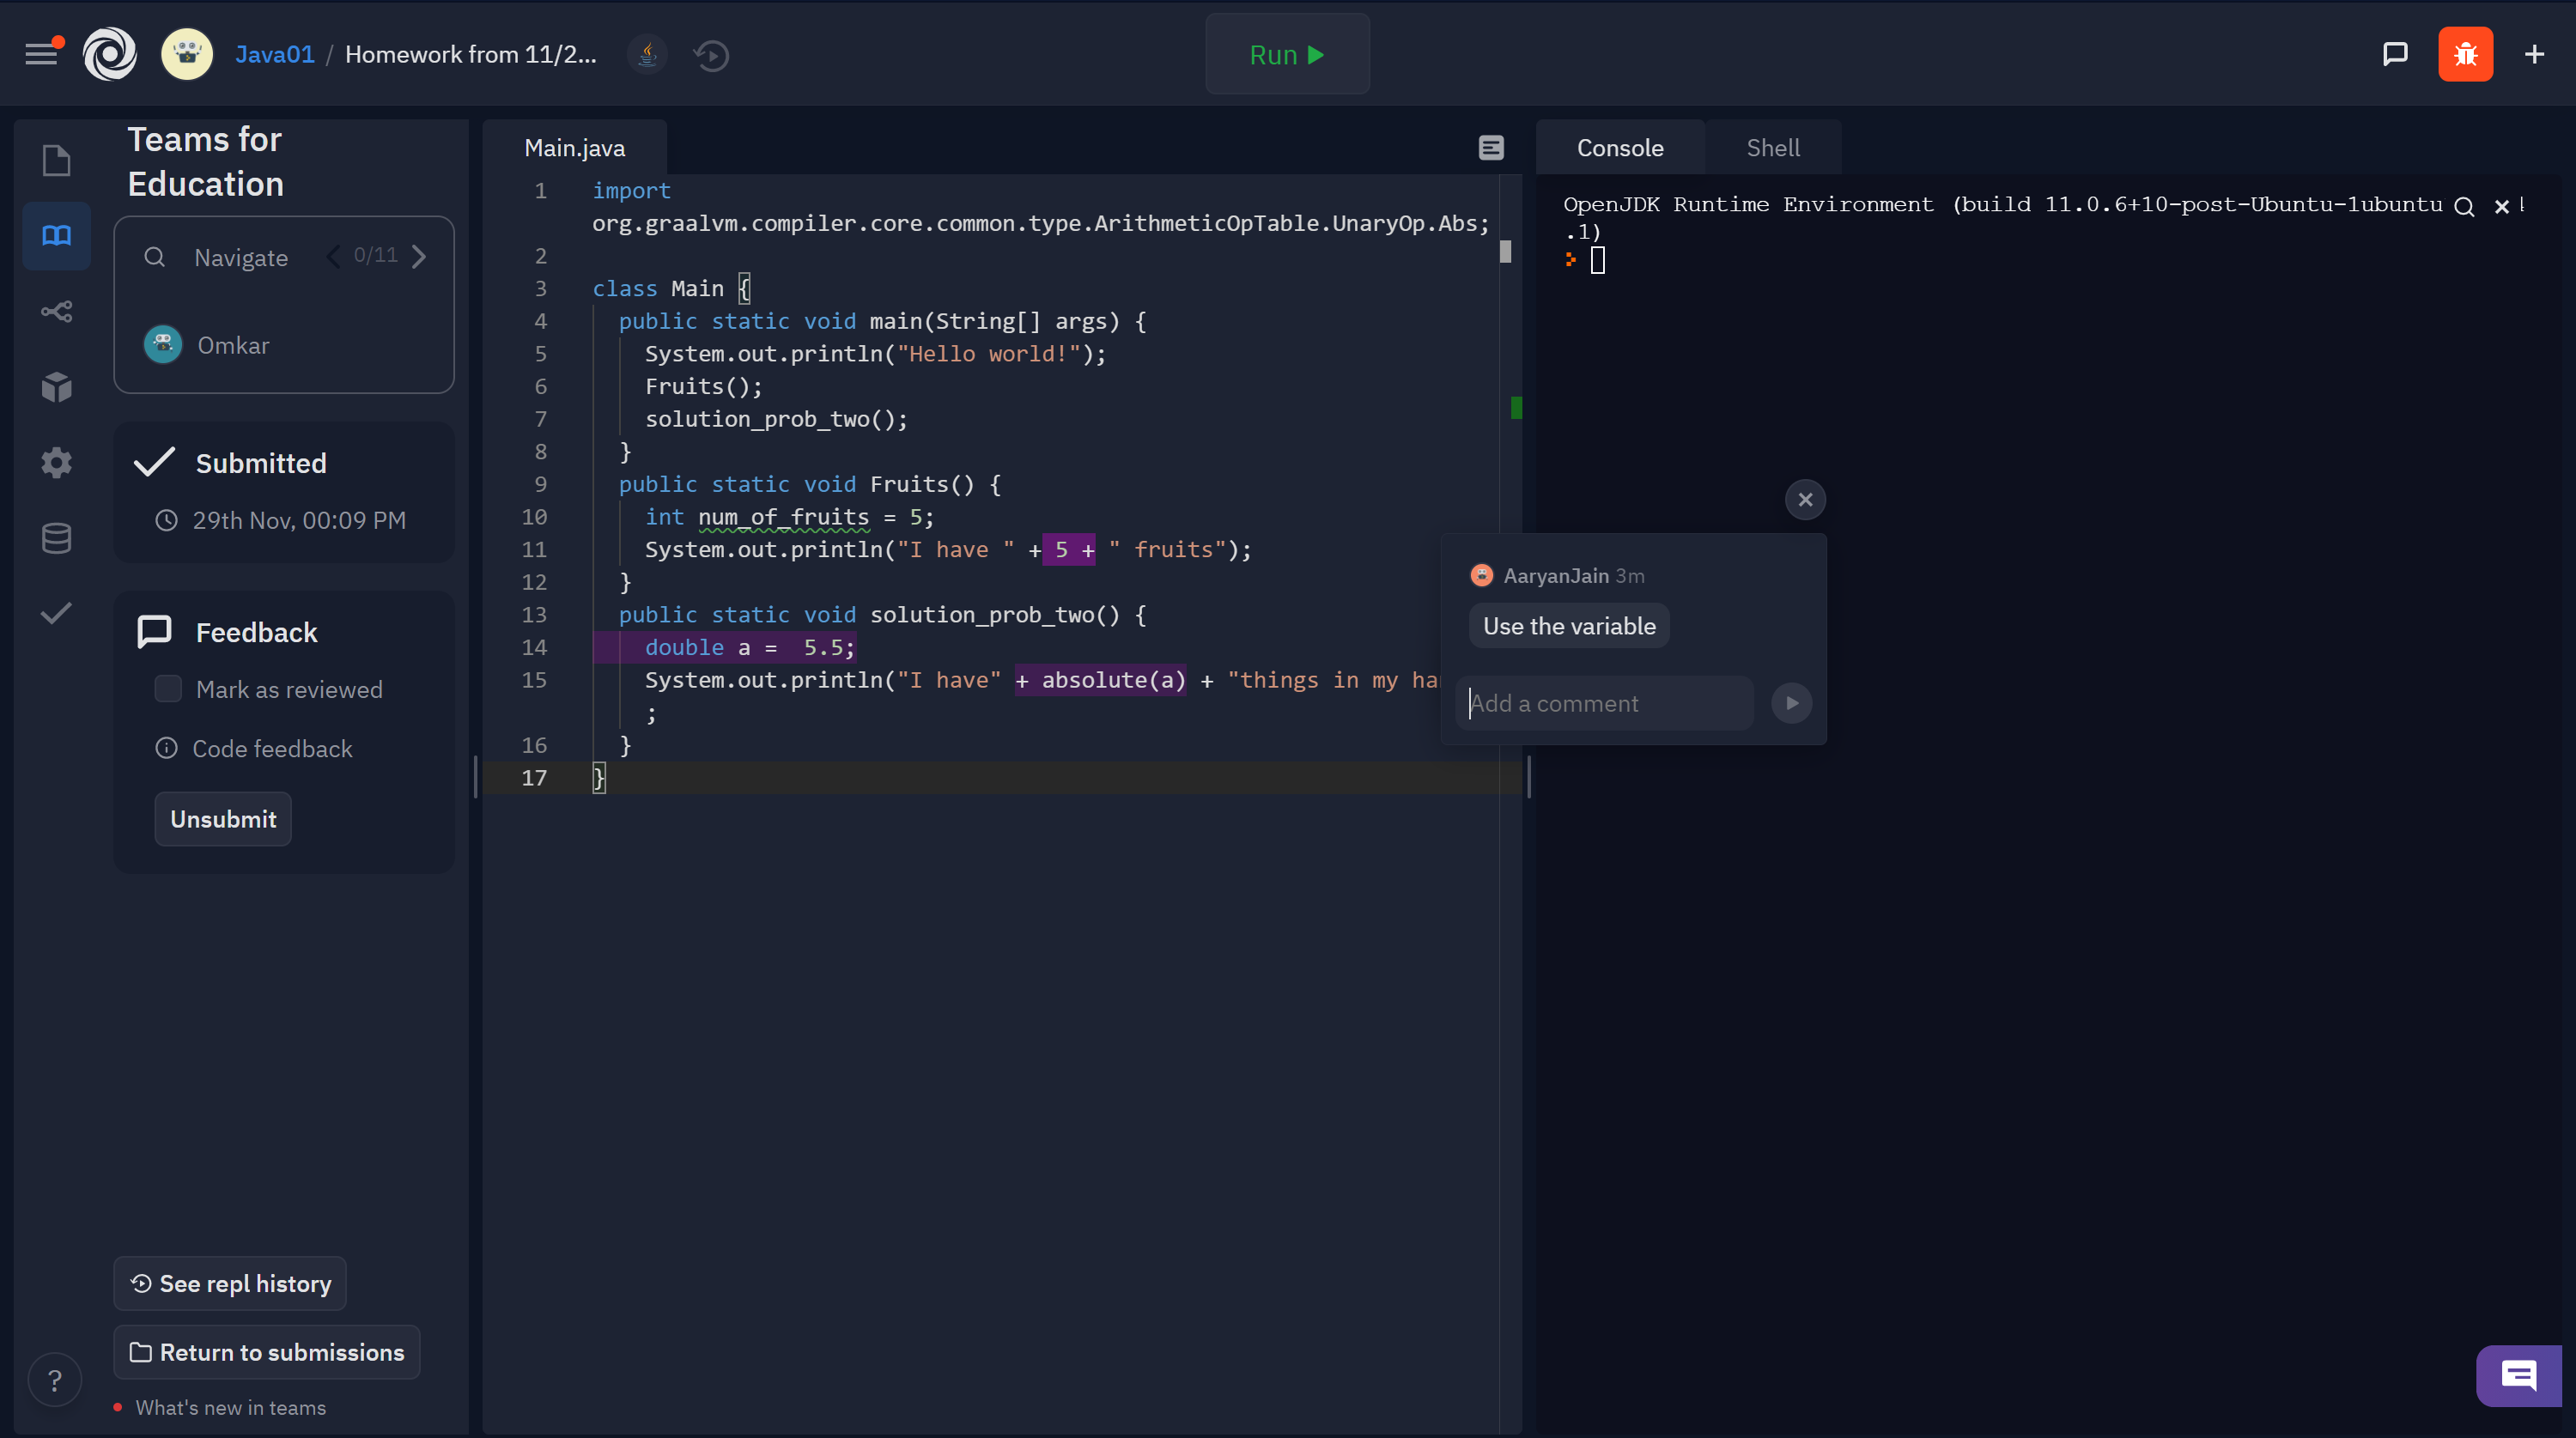 Java01 / Homework from 11/2...
Run
Teams for
Education
Navigate 0/11
Omkar
Submitted
29th Nov, 00:09 PM
Feedback
Mark as reviewed
Code feedback
Unsubmit
See repl history
Return to submissions
?
What's new in teams
Main.java
1 import
org.graalvm.compiler.core.common.type.ArithmeticOpTable.UnaryOp.Abs;
2
3 class Main {
4 public static void main(String[] args) {
5 System.out.println("Hello world!");
6 Fruits();
7 solution_prob_two();
8 }
9 public static void Fruits() {
10 int num_of_fruits = 5;
11 System.out.println("I have " + 5 + " fruits");
12 }
13 public static void solution_prob_two() {
14 double a =  5.5;
15 System.out.println("I have" + absolute(a) + "things in my
;
16 }
17 }
AaryanJain 3m
Use the variable
Add a comment
Console Shell
OpenJDK Runtime Environment (build 11.0.6+10-post-Ubuntu-1ubuntu
.1)